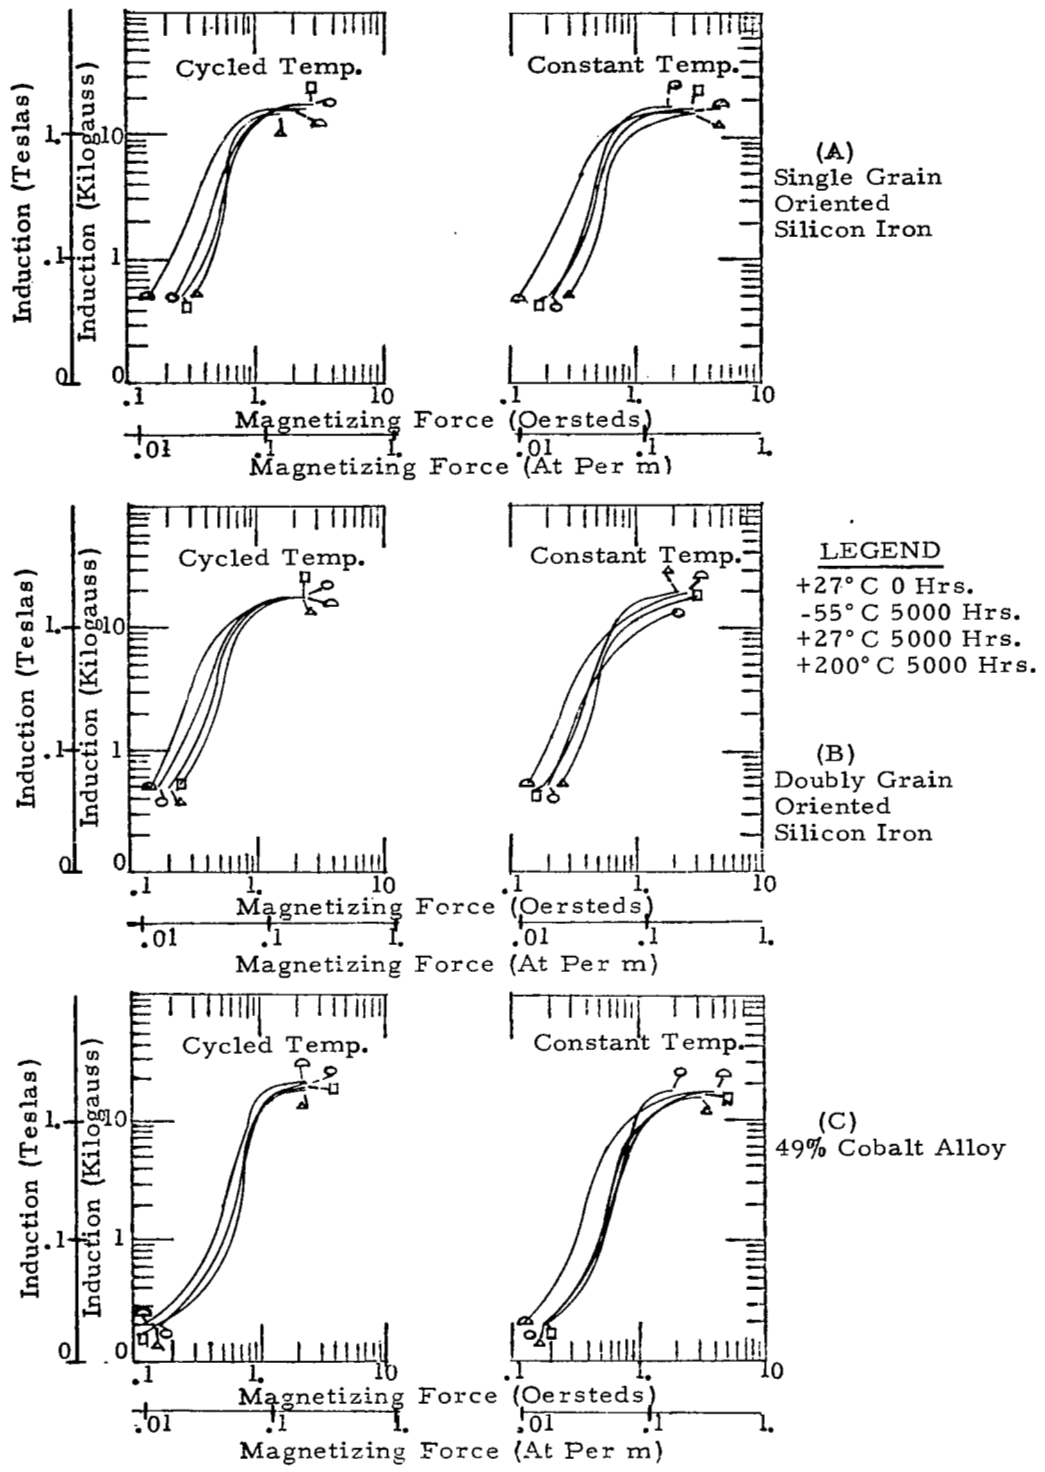 Cycled Temp.
Constant Temp.
Induction (Teslas)
Induction (Kilogauss)
1.
10
.1
1
0
0
.1
1.
10
.1
1.
10
Magnetizing Force (Oersteds)
.01
.1
1.
.01
.1
1.
Magnetizing Force (At Per m)
(A)
Single Grain
Oriented
Silicon Iron
Cycled Temp.
Constant Temp.
Induction (Teslas)
Induction (Kilogauss)
1.
10
.1
1
0
0
.1
1.
10
.1
1.
10
Magnetizing Force (Oersteds)
.01
.1
1.
.01
.1
1.
Magnetizing Force (At Per m)
LEGEND
+27°C 0 Hrs.
-55°C 5000 Hrs.
+27°C 5000 Hrs.
+200°C 5000 Hrs.
(B)
Doubly Grain
Oriented
Silicon Iron
Cycled Temp.
Constant Temp.
Induction (Teslas)
Induction (Kilogauss)
1.
10
.1
1
0
0
.1
1.
10
.1
1.
10
Magnetizing Force (Oersteds)
.01
.1
1.
.01
.1
1.
Magnetizing Force (At Per m)
(C)
49% Cobalt Alloy